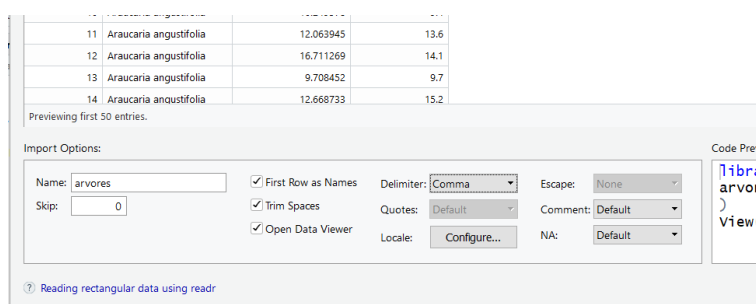 11 Araucaria angustifolia 12.063945 13.6
12 Araucaria angustifolia 16.711269 14.1
13 Araucaria angustifolia 9.708452 9.7
14 Araucaria angustifolia 12.668733 15.2
Previewing first 50 entries.
Import Options:
Code Pre
Name: arvores
First Row as Names
Delimiter: Comma
Escape: None
Skip: 0
Trim Spaces
Quotes: Default
Comment: Default
Open Data Viewer
Locale: Configure...
NA: Default
libra
arvor
)
View
? Reading rectangular data using readr